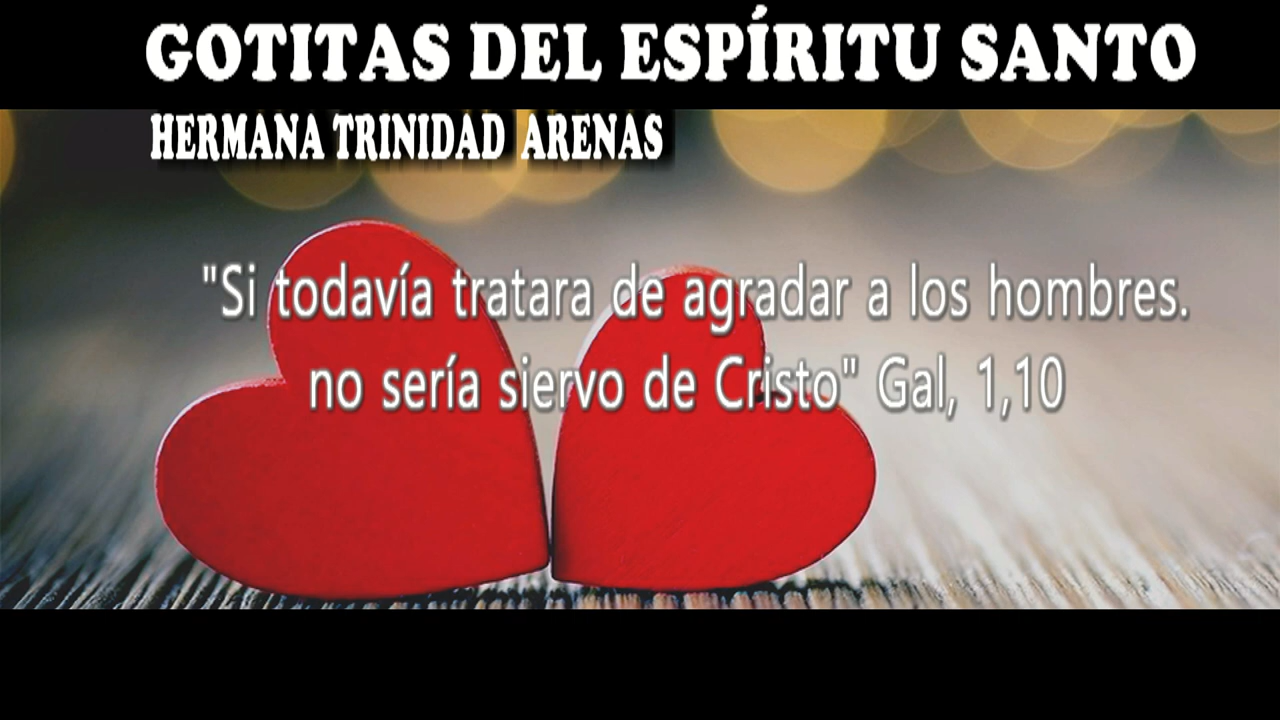 GOTITAS DEL ESPÍRITU SANTO
HERMANA TRINIDAD ARENAS
"Si todavía tratara de agradar a los hombres.
no sería siervo de Cristo" Gal, 1,10